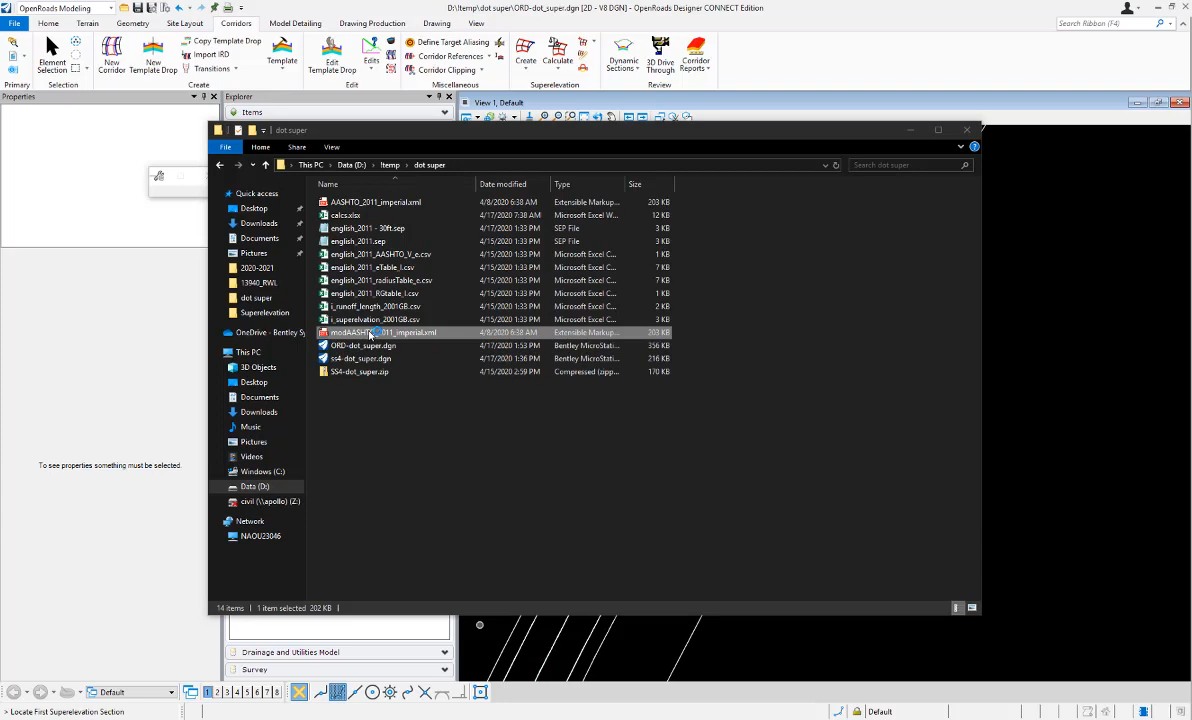 OpenRoads Modeling
D:\!temp\dot super\ORD-dot_super.dgn [2D - V8 DGN] - OpenRoads Designer CONNECT Edition
File Home Terrain Geometry Site Layout Corridors Model Detailing Drawing Production Drawing View
Search Ribbon (F4)
Element Selection
New Corridor
New Template Drop
Copy Template Drop
Import IRD
Transitions
Template
Edit Template Drop
Edits
Define Target Aliasing
Corridor References
Corridor Clipping
Create
Calculate
Dynamic Sections
3D Drive Through
Corridor Reports
Primary Selection Create Edit Miscellaneous Superelevation Review
Properties
Explorer
Items
View 1, Default
dot super
File Home Share View
This PC Data (D:) !temp dot super
Search dot super
Name Date modified Type Size
Quick access
Desktop
Downloads
Documents
Pictures
2020-2021
13940_RWL
dot super
Superelevation
OneDrive - Bentley Sy
This PC
3D Objects
Desktop
Documents
Downloads
Music
Pictures
Videos
Windows (C:)
Data (D:)
civil (\\apollo) (Z:)
Network
NAOU23046
AASHTO_2011_imperial.xml 4/8/2020 6:38 AM Extensible Markup... 203 KB
calcs.xlsx 4/17/2020 7:38 AM Microsoft Excel W... 12 KB
english_2011 - 30ft.sep 4/15/2020 1:33 PM SEP File 3 KB
english_2011.sep 4/15/2020 1:33 PM SEP File 3 KB
english_2011_AASHTO_V_e.csv 4/15/2020 1:33 PM Microsoft Excel C... 1 KB
english_2011_eTable_l.csv 4/15/2020 1:33 PM Microsoft Excel C... 7 KB
english_2011_radiusTable_e.csv 4/15/2020 1:33 PM Microsoft Excel C... 7 KB
english_2011_RGtable_l.csv 4/15/2020 1:33 PM Microsoft Excel C... 1 KB
i_runoff_length_2001GB.csv 4/15/2020 1:33 PM Microsoft Excel C... 2 KB
i_superelvation_2001GB.csv 4/15/2020 1:33 PM Microsoft Excel C... 3 KB
modAASHTO_2011_imperial.xml 4/8/2020 6:38 AM Extensible Markup... 203 KB
ORD-dot_super.dgn 4/17/2020 1:53 PM Bentley MicroStati... 356 KB
ss4-dot_super.dgn 4/17/2020 1:36 PM Bentley MicroStati... 216 KB
SS4-dot_super.zip 4/15/2020 2:59 PM Compressed (zipp... 170 KB
To see properties something must be selected.
14 items 1 item selected 202 KB
Drainage and Utilities Model
Survey
Default
1 2 3 4 5 6 7 8
> Locate First Superelevation Section
Default